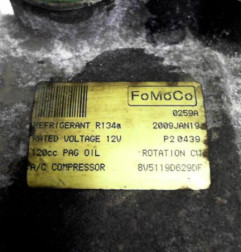 FoMoCo
0259A
REFRIGERANT R134a 2009JAN19
RATED VOLTAGE 12V P2 0439
120cc PAG OIL ROTATION CW
A/C COMPRESSOR 8V5119D629DF